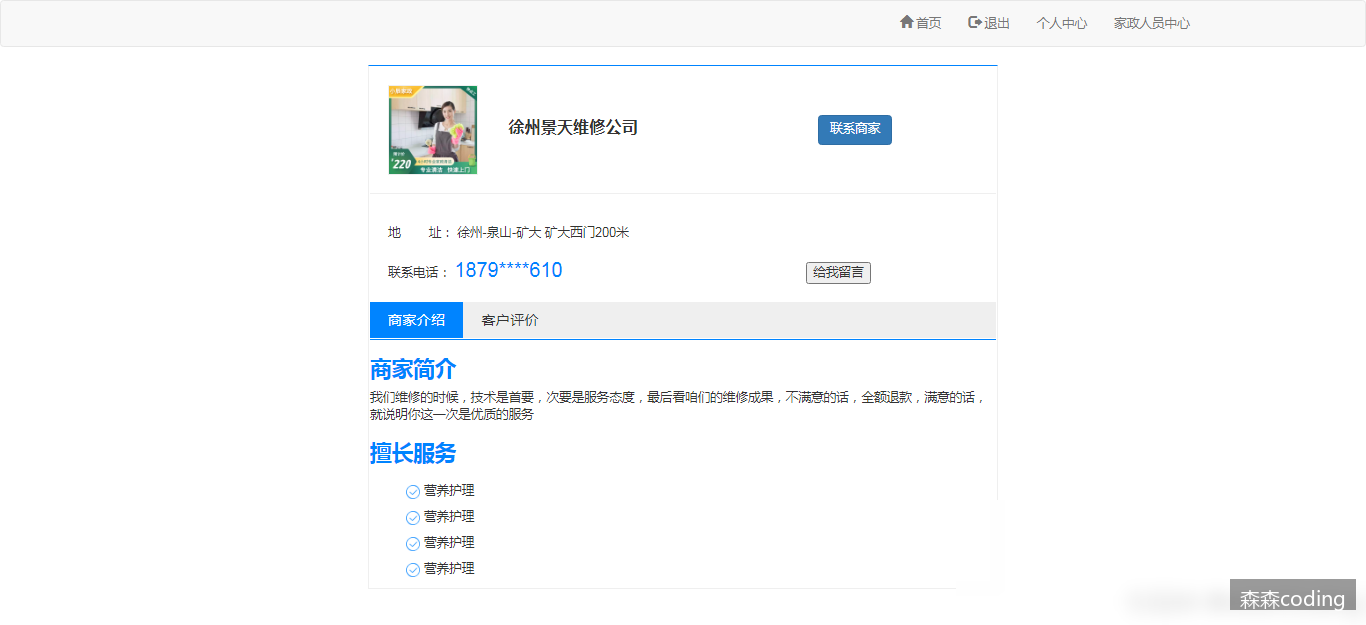 首页 退出 个人中心 家政人员中心
220
专业清洁 快速上门
徐州景天维修公司
联系商家
地 址： 徐州-泉山-矿大 矿大西门200米
联系电话： 1879****610
给我留言
商家介绍 客户评价
商家简介
我们维修的时候，技术是首要，次要是服务态度，最后看咱们的维修成果，不满意的话，全额退款，满意的话，
就说明你这一次是优质的服务
擅长服务
营养护理
营养护理
营养护理
营养护理
森森coding